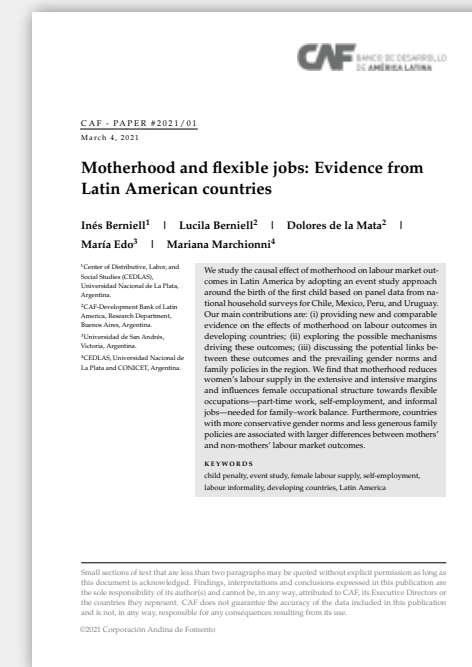 CAF BANCO DE DESARROLLO
DE AMÉRICA LATINA
CAF - PAPER #2021/01
March 4, 2021
Motherhood and flexible jobs: Evidence from
Latin American countries
Inés Berniell¹ | Lucila Berniell² | Dolores de la Mata² |
María Edo³ | Mariana Marchionni⁴
¹Center of Distributive, Labor, and
Social Studies (CEDLAS),
Universidad Nacional de La Plata,
Argentina.
²CAF-Development Bank of Latin
America, Research Department,
Buenos Aires, Argentina.
³Universidad de San Andrés,
Victoria, Argentina.
⁴CEDLAS, Universidad Nacional de
La Plata and CONICET, Argentina.
We study the causal effect of motherhood on labour market out-
comes in Latin America by adopting an event study approach
around the birth of the first child based on panel data from na-
tional household surveys for Chile, Mexico, Peru, and Uruguay.
Our main contributions are: (i) providing new and comparable
evidence on the effects of motherhood on labour outcomes in
developing countries; (ii) exploring the possible mechanisms
driving these outcomes; (iii) discussing the potential links be-
tween these outcomes and the prevailing gender norms and
family policies in the region. We find that motherhood reduces
women's labour supply in the extensive and intensive margins
and influences female occupational structure towards flexible
occupations—part-time work, self-employment, and informal
jobs—needed for family–work balance. Furthermore, countries
with more conservative gender norms and less generous family
policies are associated with larger differences between mothers'
and non-mothers' labour market outcomes.
KEYWORDS
child penalty, event study, female labour supply, self-employment,
labour informality, developing countries, Latin America
Small sections of text that are less than two paragraphs may be quoted without explicit permission as long as
this document is acknowledged. Findings, interpretations and conclusions expressed in this publication are
the sole responsibility of its author(s) and cannot be, in any way, attributed to CAF, its Executive Directors or
the countries they represent. CAF does not guarantee the accuracy of the data included in this publication
and is not, in any way, responsible for any consequences resulting from its use.
©2021 Corporación Andina de Fomento